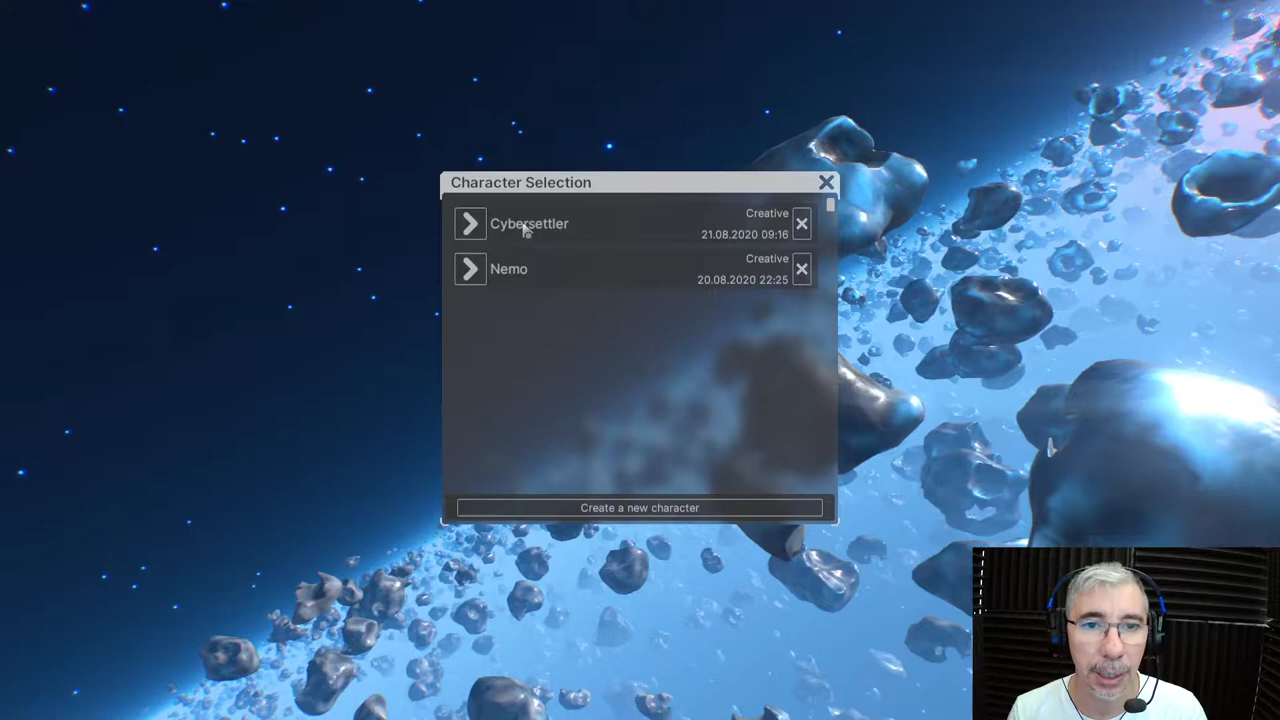 Character Selection
Cybersettler
Creative
21.08.2020 09:16
Nemo
Creative
20.08.2020 22:25
Create a new character